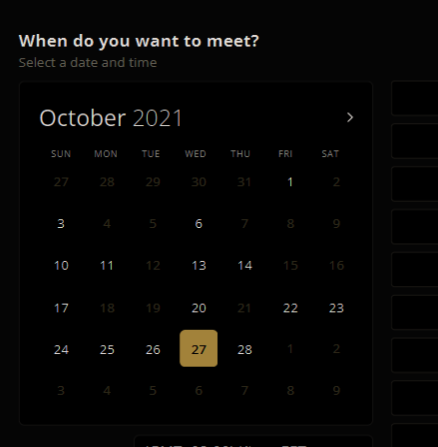 When do you want to meet?
Select a date and time
October 2021
SUN MON TUE WED THU FRI SAT
27 28 29 30 31 1 2
3 4 5 6 7 8 9
10 11 12 13 14 15 16
17 18 19 20 21 22 23
24 25 26 27 28 1 2
3 4 5 6 7 8 9